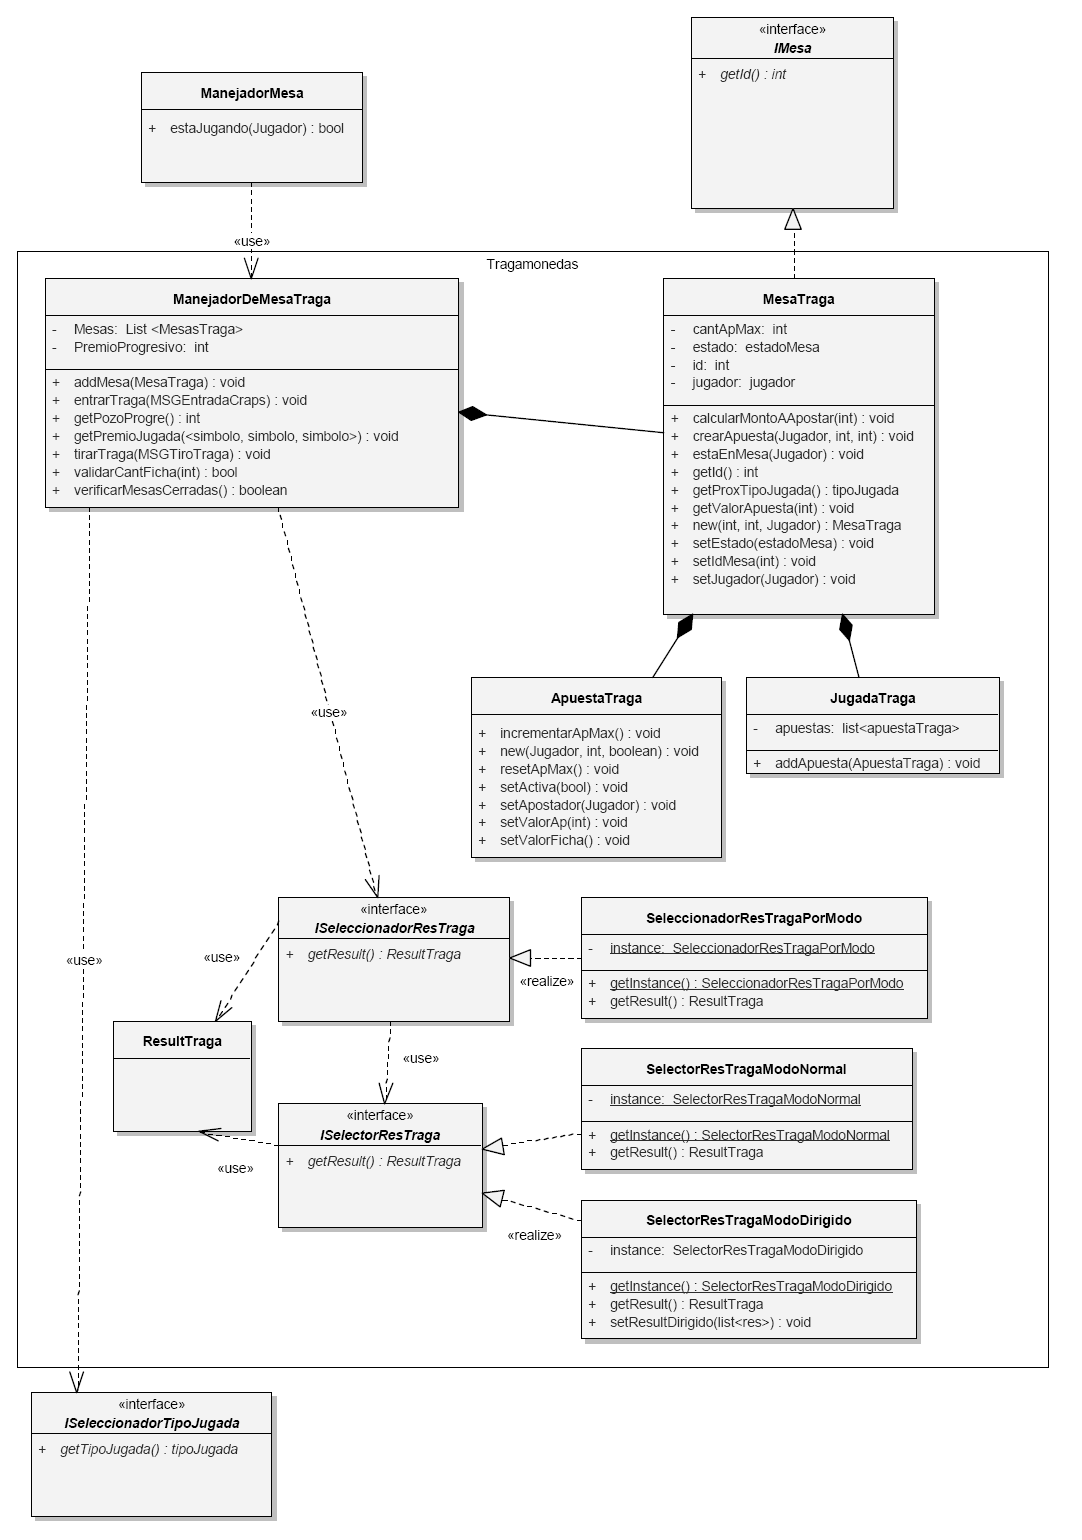 «interface»
IMesa
+ getId() : int
ManejadorMesa
+ estaJugando(Jugador) : bool
«use»
Tragamonedas
ManejadorDeMesaTraga
- Mesas: List <MesasTraga>
- PremioProgresivo: int
+ addMesa(MesaTraga) : void
+ entrarTraga(MSGEntradaCraps) : void
+ getPozoProgre() : int
+ getPremioJugada(<simbolo, simbolo, simbolo>) : void
+ tirarTraga(MSGTiroTraga) : void
+ validarCantFicha(int) : bool
+ verificarMesasCerradas() : boolean
MesaTraga
- cantApMax: int
- estado: estadoMesa
- id: int
- jugador: jugador
+ calcularMontoAApostar(int) : void
+ crearApuesta(Jugador, int, int) : void
+ estaEnMesa(Jugador) : void
+ getId() : int
+ getProxTipoJugada() : tipoJugada
+ getValorApuesta(int) : void
+ new(int, int, Jugador) : MesaTraga
+ setEstado(estadoMesa) : void
+ setIdMesa(int) : void
+ setJugador(Jugador) : void
ApuestaTraga
+ incrementarApMax() : void
+ new(Jugador, int, boolean) : void
+ resetApMax() : void
+ setActiva(bool) : void
+ setApostador(Jugador) : void
+ setValorAp(int) : void
+ setValorFicha() : void
JugadaTraga
- apuestas: list<apuestaTraga>
+ addApuesta(ApuestaTraga) : void
«use»
«interface»
ISeleccionadorResTraga
+ getResult() : ResultTraga
«realize»
SeleccionadorResTragaPorModo
- instance: SeleccionadorResTragaPorModo
+ getInstance() : SeleccionadorResTragaPorModo
+ getResult() : ResultTraga
«use»
«use»
ResultTraga
«use»
«interface»
ISelectorResTraga
+ getResult() : ResultTraga
«use»
SelectorResTragaModoNormal
- instance: SelectorResTragaModoNormal
+ getInstance() : SelectorResTragaModoNormal
+ getResult() : ResultTraga
«realize»
SelectorResTragaModoDirigido
- instance: SelectorResTragaModoDirigido
+ getInstance() : SelectorResTragaModoDirigido
+ getResult() : ResultTraga
+ setResultDirigido(list<res>) : void
«interface»
ISeleccionadorTipoJugada
+ getTipoJugada() : tipoJugada